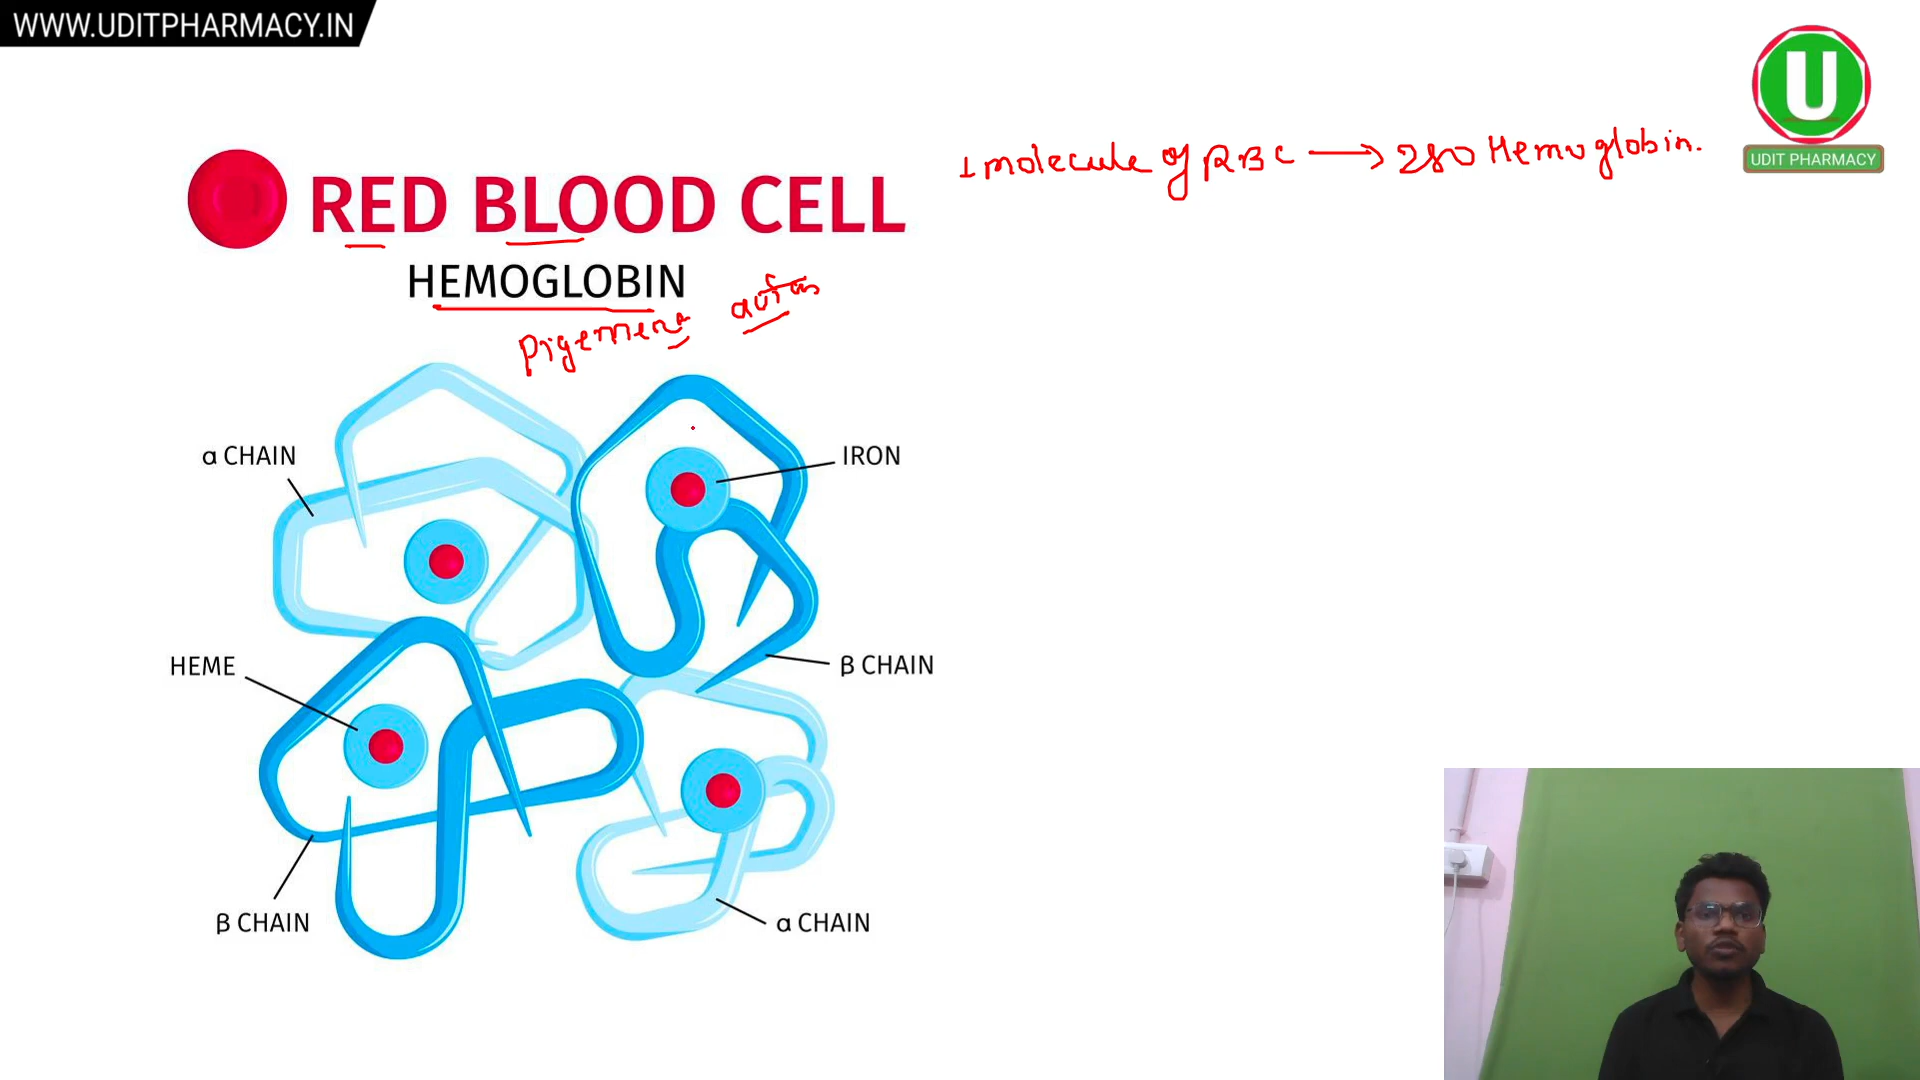 WWW.UDITPHARMACY.IN
U
UDIT PHARMACY
1 molecule of RBC → 280 Hemoglobin.
RED BLOOD CELL
HEMOGLOBIN
α CHAIN
IRON
HEME
β CHAIN
β CHAIN
α CHAIN